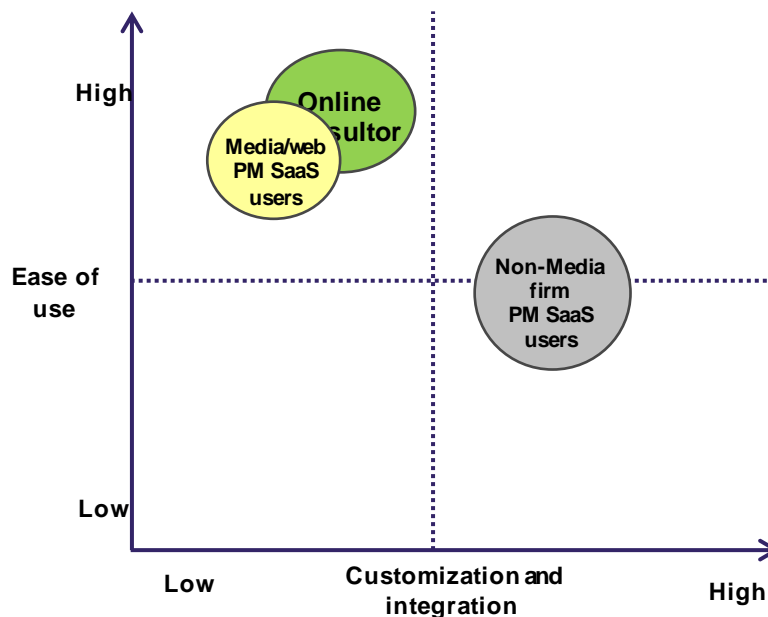 High
Online
sultor
Media/web
PM SaaS
users
Non-Media
firm
PM SaaS
users
Ease of
use
Low
Low
Customization and
integration
High